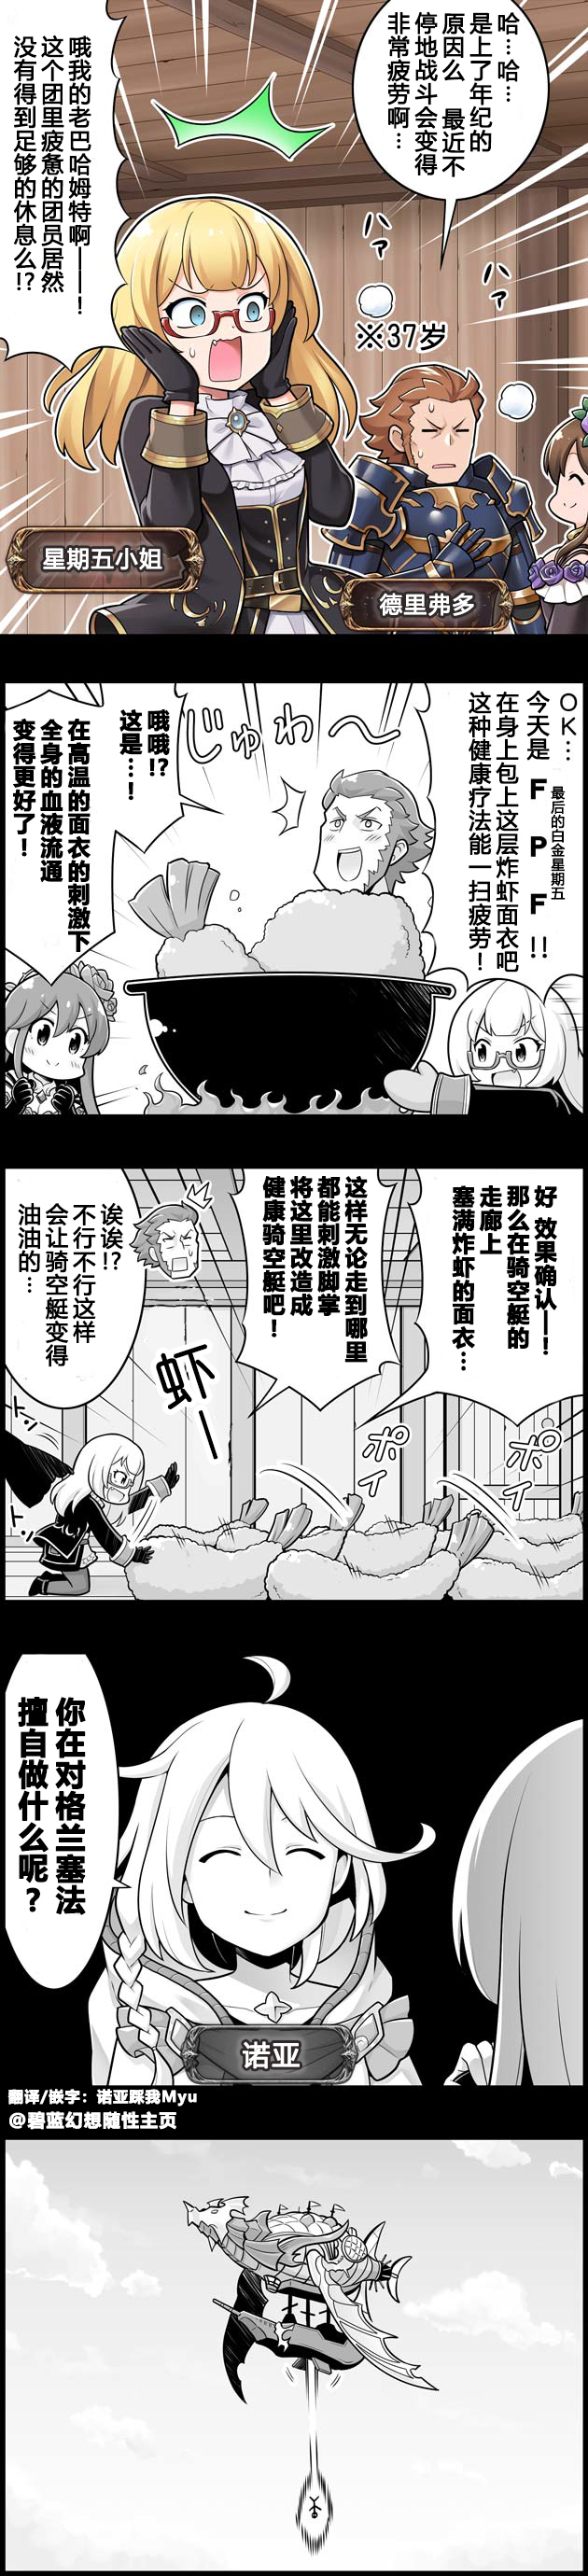 哈…哈…
是上了年纪的
原因么 最近不
停地战斗会变得
非常疲劳啊…
哦我的老巴哈姆特啊——！
这个团里疲惫的团员居然
没有得到足够的休息么!?
ハァ
ハァ
※37岁
星期五小姐
德里弗多
OK…
今天是FPF!!
最后的白金星期五
在身上包上这层炸虾面衣吧
这种健康疗法能一扫疲劳！
じゅわ〜
哦哦!?
这是…！
在高温的面衣的刺激下
全身的血液流通
变得更好了！
好 效果确认—！
那么在骑空艇的
走廊上
塞满炸虾的面衣…
这样无论走到哪里
都能刺激脚掌
将这里改造成
健康骑空艇吧！
诶诶!?
不行不行这样
会让骑空艇变得
油油的…
虾ー
ポイ
ポイ
トン
トン
你在对格兰塞法
擅自做什么呢？
诺亚
翻译/嵌字：诺亚踩我Myu
@碧蓝幻想随性主页